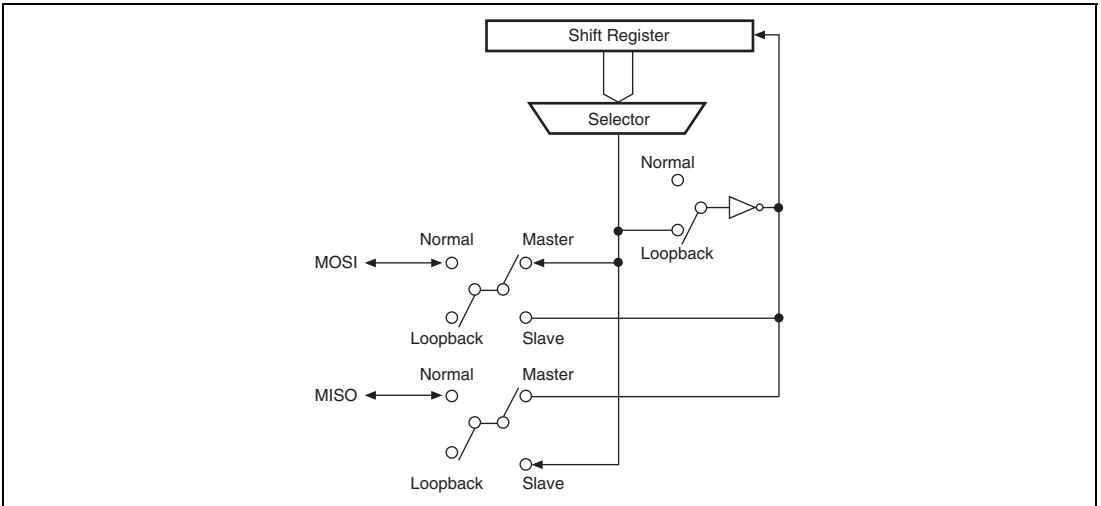 Shift Register
Selector
Normal
Loopback
Normal Master
MOSI
Loopback Slave
Normal Master
MISO
Loopback Slave